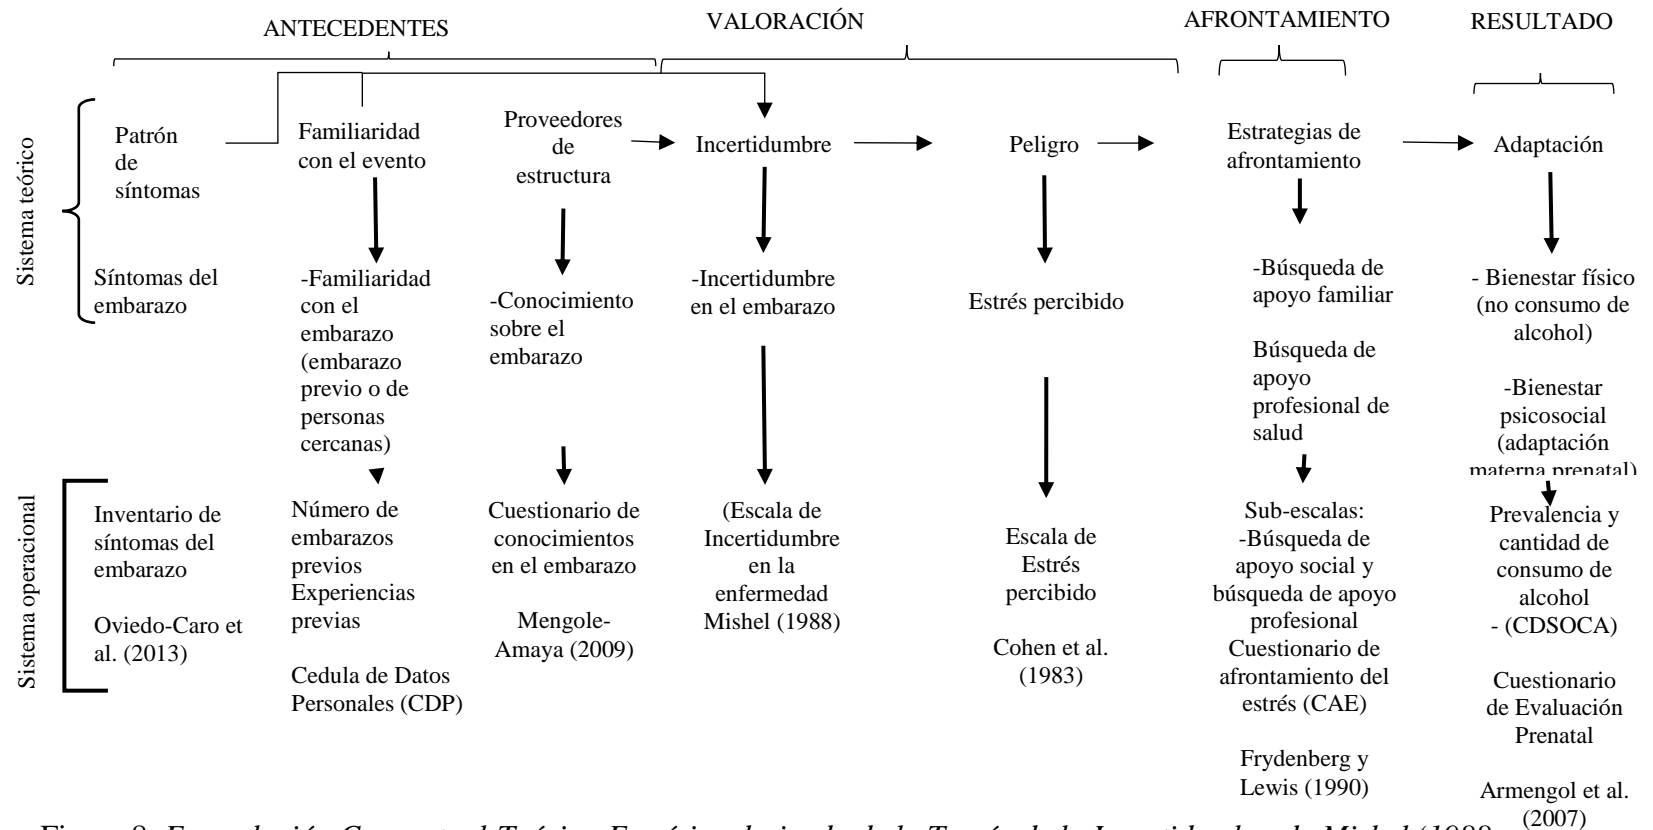 ANTECEDENTES
VALORACIÓN
AFRONTAMIENTO
RESULTADO
Sistema teórico
Patrón
de
síntomas
Familiaridad
con el evento
Proveedores
de
estructura
Incertidumbre
Peligro
Estrategias de
afrontamiento
Adaptación
Síntomas del
embarazo
-Familiaridad
con el
embarazo
(embarazo
previo o de
personas
cercanas)
-Conocimiento
sobre el
embarazo
-Incertidumbre
en el embarazo
Estrés percibido
-Búsqueda de
apoyo familiar
Búsqueda de
apoyo
profesional de
salud
- Bienestar físico
(no consumo de
alcohol)
-Bienestar
psicosocial
(adaptación
materna prenatal)
Sistema operacional
Inventario de
síntomas del
embarazo
Oviedo-Caro et
al. (2013)
Número de
embarazos
previos
Experiencias
previas
Cedula de Datos
Personales (CDP)
Cuestionario de
conocimientos
en el embarazo
Mengole-
Amaya (2009)
(Escala de
Incertidumbre
en la
enfermedad
Mishel (1988)
Escala de
Estrés
percibido
Cohen et al.
(1983)
Sub-escalas:
-Búsqueda de
apoyo social y
búsqueda de apoyo
profesional
Cuestionario de
afrontamiento del
estrés (CAE)
Frydenberg y
Lewis (1990)
Prevalencia y
cantidad de
consumo de
alcohol
- (CDSOCA)
Cuestionario
de Evaluación
Prenatal
Armengol et al.
(2007)